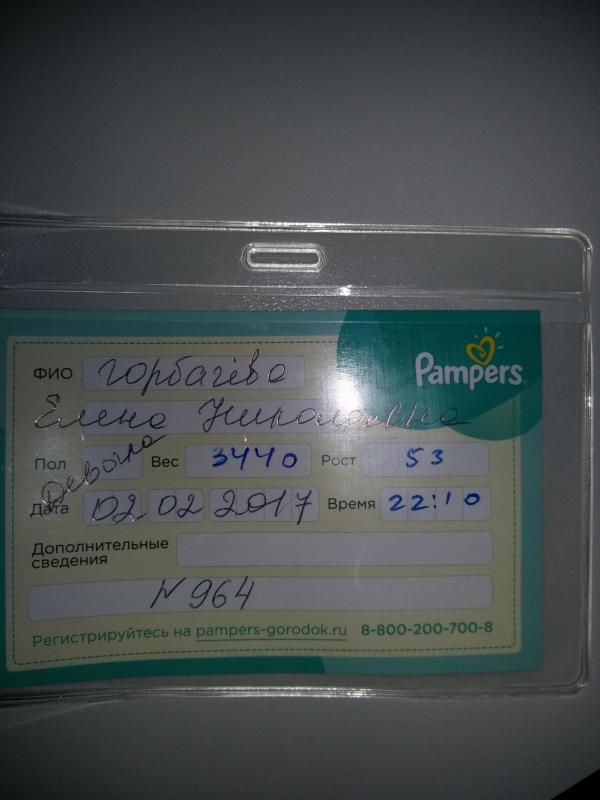 Pampers
ФИО Горбачёва
Елена Николаевна
Пол Девочка Вес 3440 Рост 53
Дата 02 02 2017 Время 22:10
Дополнительные
сведения
N 964
Регистрируйтесь на pampers-gorodok.ru 8-800-200-700-8